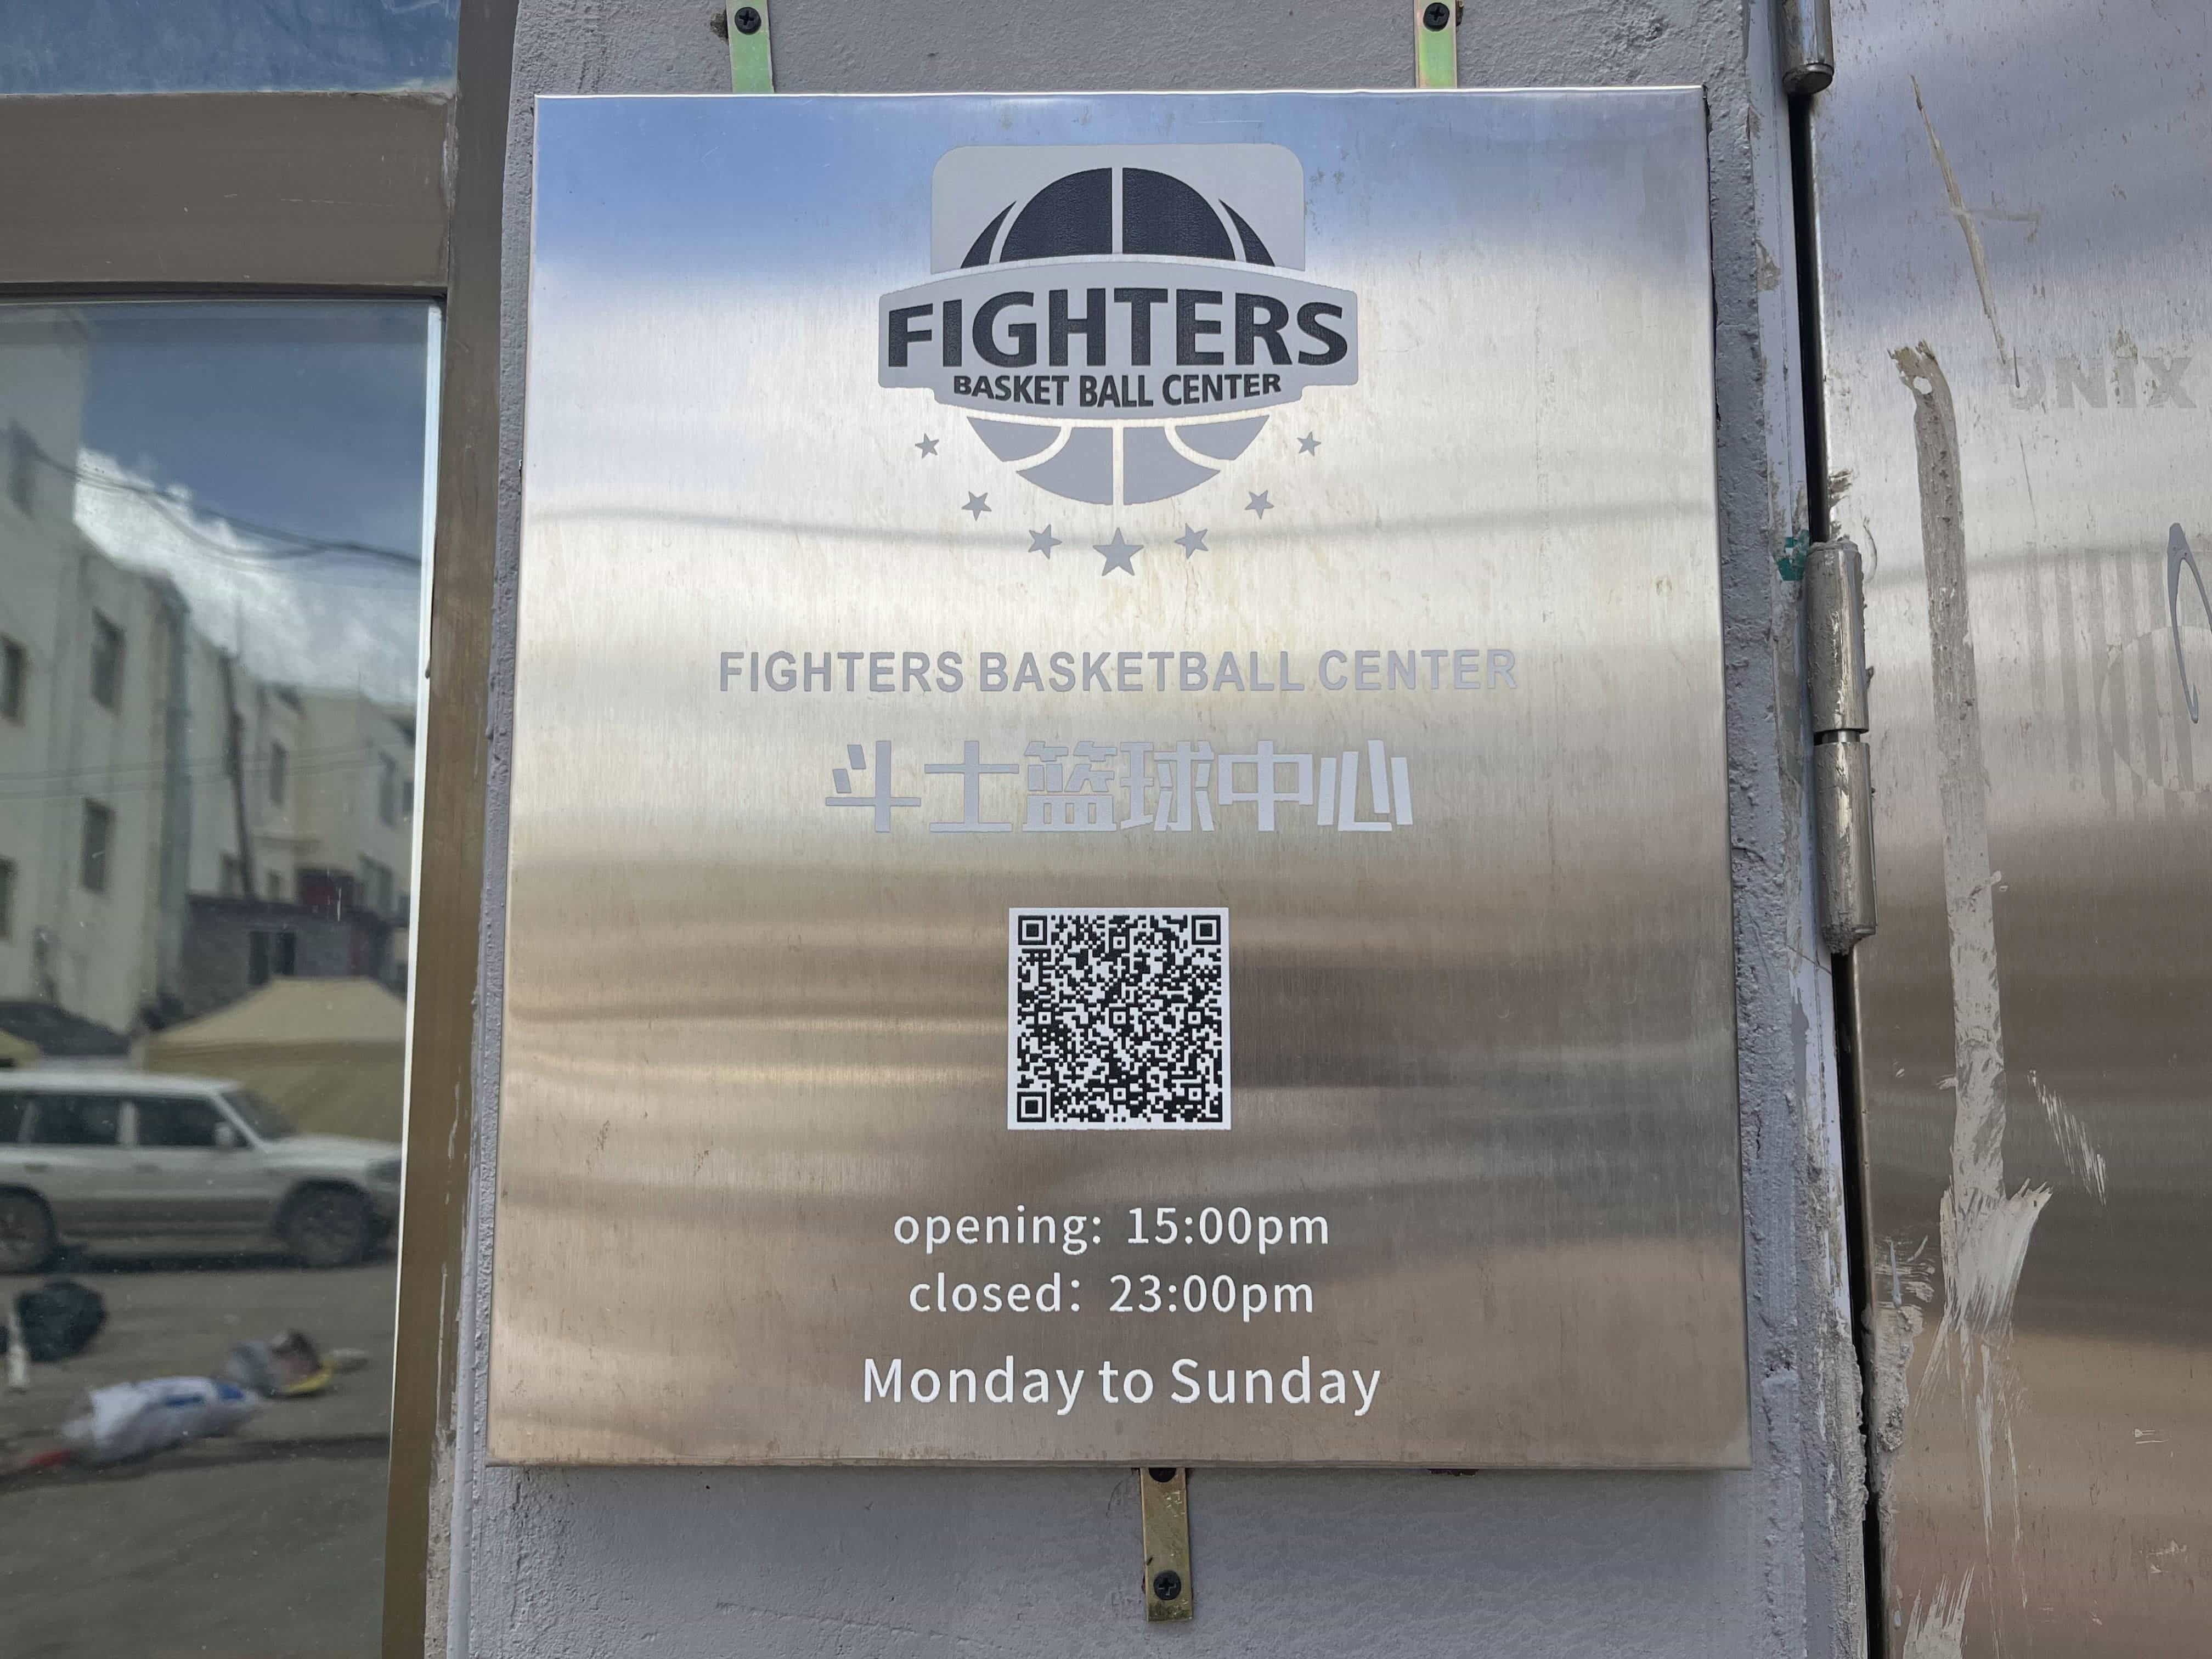 FIGHTERS
BASKET BALL CENTER
FIGHTERS BASKETBALL CENTER
斗士篮球中心
opening: 15:00pm
closed: 23:00pm
Monday to Sunday